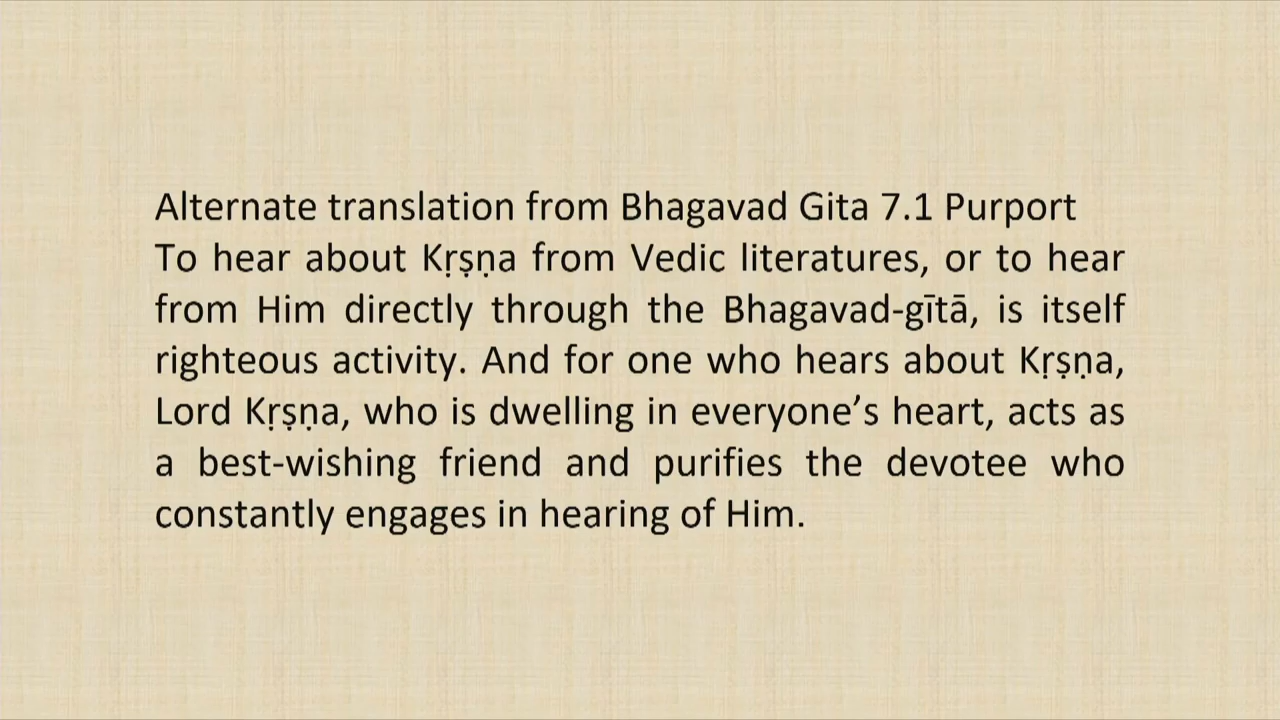 Alternate translation from Bhagavad Gita 7.1 Purport
To hear about Kṛṣṇa from Vedic literatures, or to hear
from Him directly through the Bhagavad-gītā, is itself
righteous activity. And for one who hears about Kṛṣṇa,
Lord Kṛṣṇa, who is dwelling in everyone’s heart, acts as
a best-wishing friend and purifies the devotee who
constantly engages in hearing of Him.